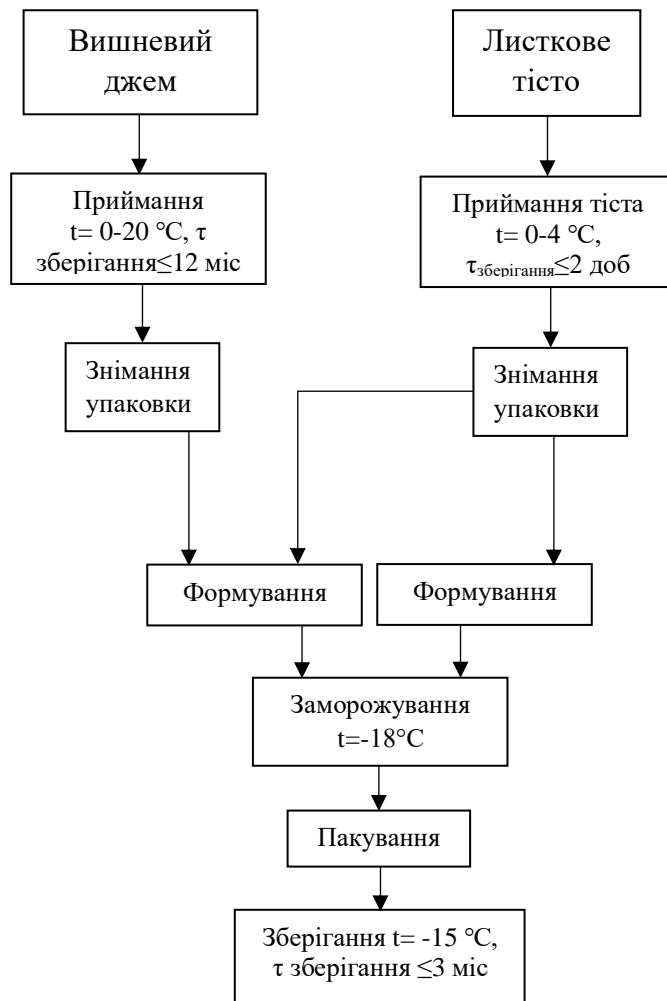 Вишневий
джем
Листкове
тісто
Приймання
t= 0-20 °C, τ
зберігання≤12 міс
Приймання тіста
t= 0-4 °C,
τзберігання≤2 доб
Знімання
упаковки
Знімання
упаковки
Формування
Формування
Заморожування
t=-18°C
Пакування
Зберігання t= -15 °C,
τ зберігання ≤3 міс